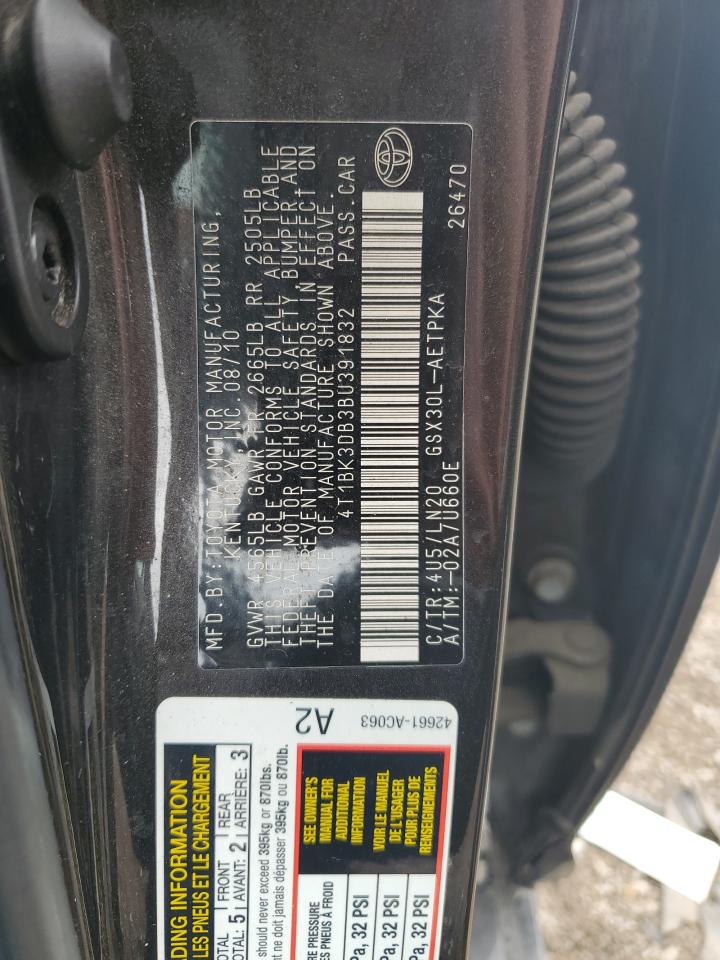 MFD.BY:TOYOTA MOTOR MANUFACTURING,
KENTUCKY,INC.08/10
GVWR 4565LB GAWR FR 2665LB RR 2505LB
THIS VEHICLE CONFORMS TO ALL APPLICABLE
FEDERAL MOTOR VEHICLE SAFETY, BUMPER AND
THEFT PREVENTION STANDARDS IN EFFECT ON
THE DATE OF MANUFACTURE SHOWN ABOVE.
4T1BK3DB3BU391832 PASS.CAR
C/TR:4U5/LN20 GSX30L-AETPKA
A/TM:-02A/U660E 26470
ADING INFORMATION
LES PNEUS ET LE CHARGEMENT
TOTAL: 5 FRONT 2 REAR 3
TOTAL: 5 AVANT: 2 ARRIÈRE: 3
should never exceed 395kg or 870lbs.
nt ne doit jamais dépasser 395kg ou 870lb.
A2
42661-AC063
RE PRESSURE
ES PNEUS À FROID
Pa, 32 PSI
Pa, 32 PSI
Pa, 32 PSI
SEE OWNER'S
MANUAL FOR
ADDITIONAL
INFORMATION
VOIR LE MANUEL
DE L'USAGER
POUR PLUS DE
RENSEIGNEMENTS